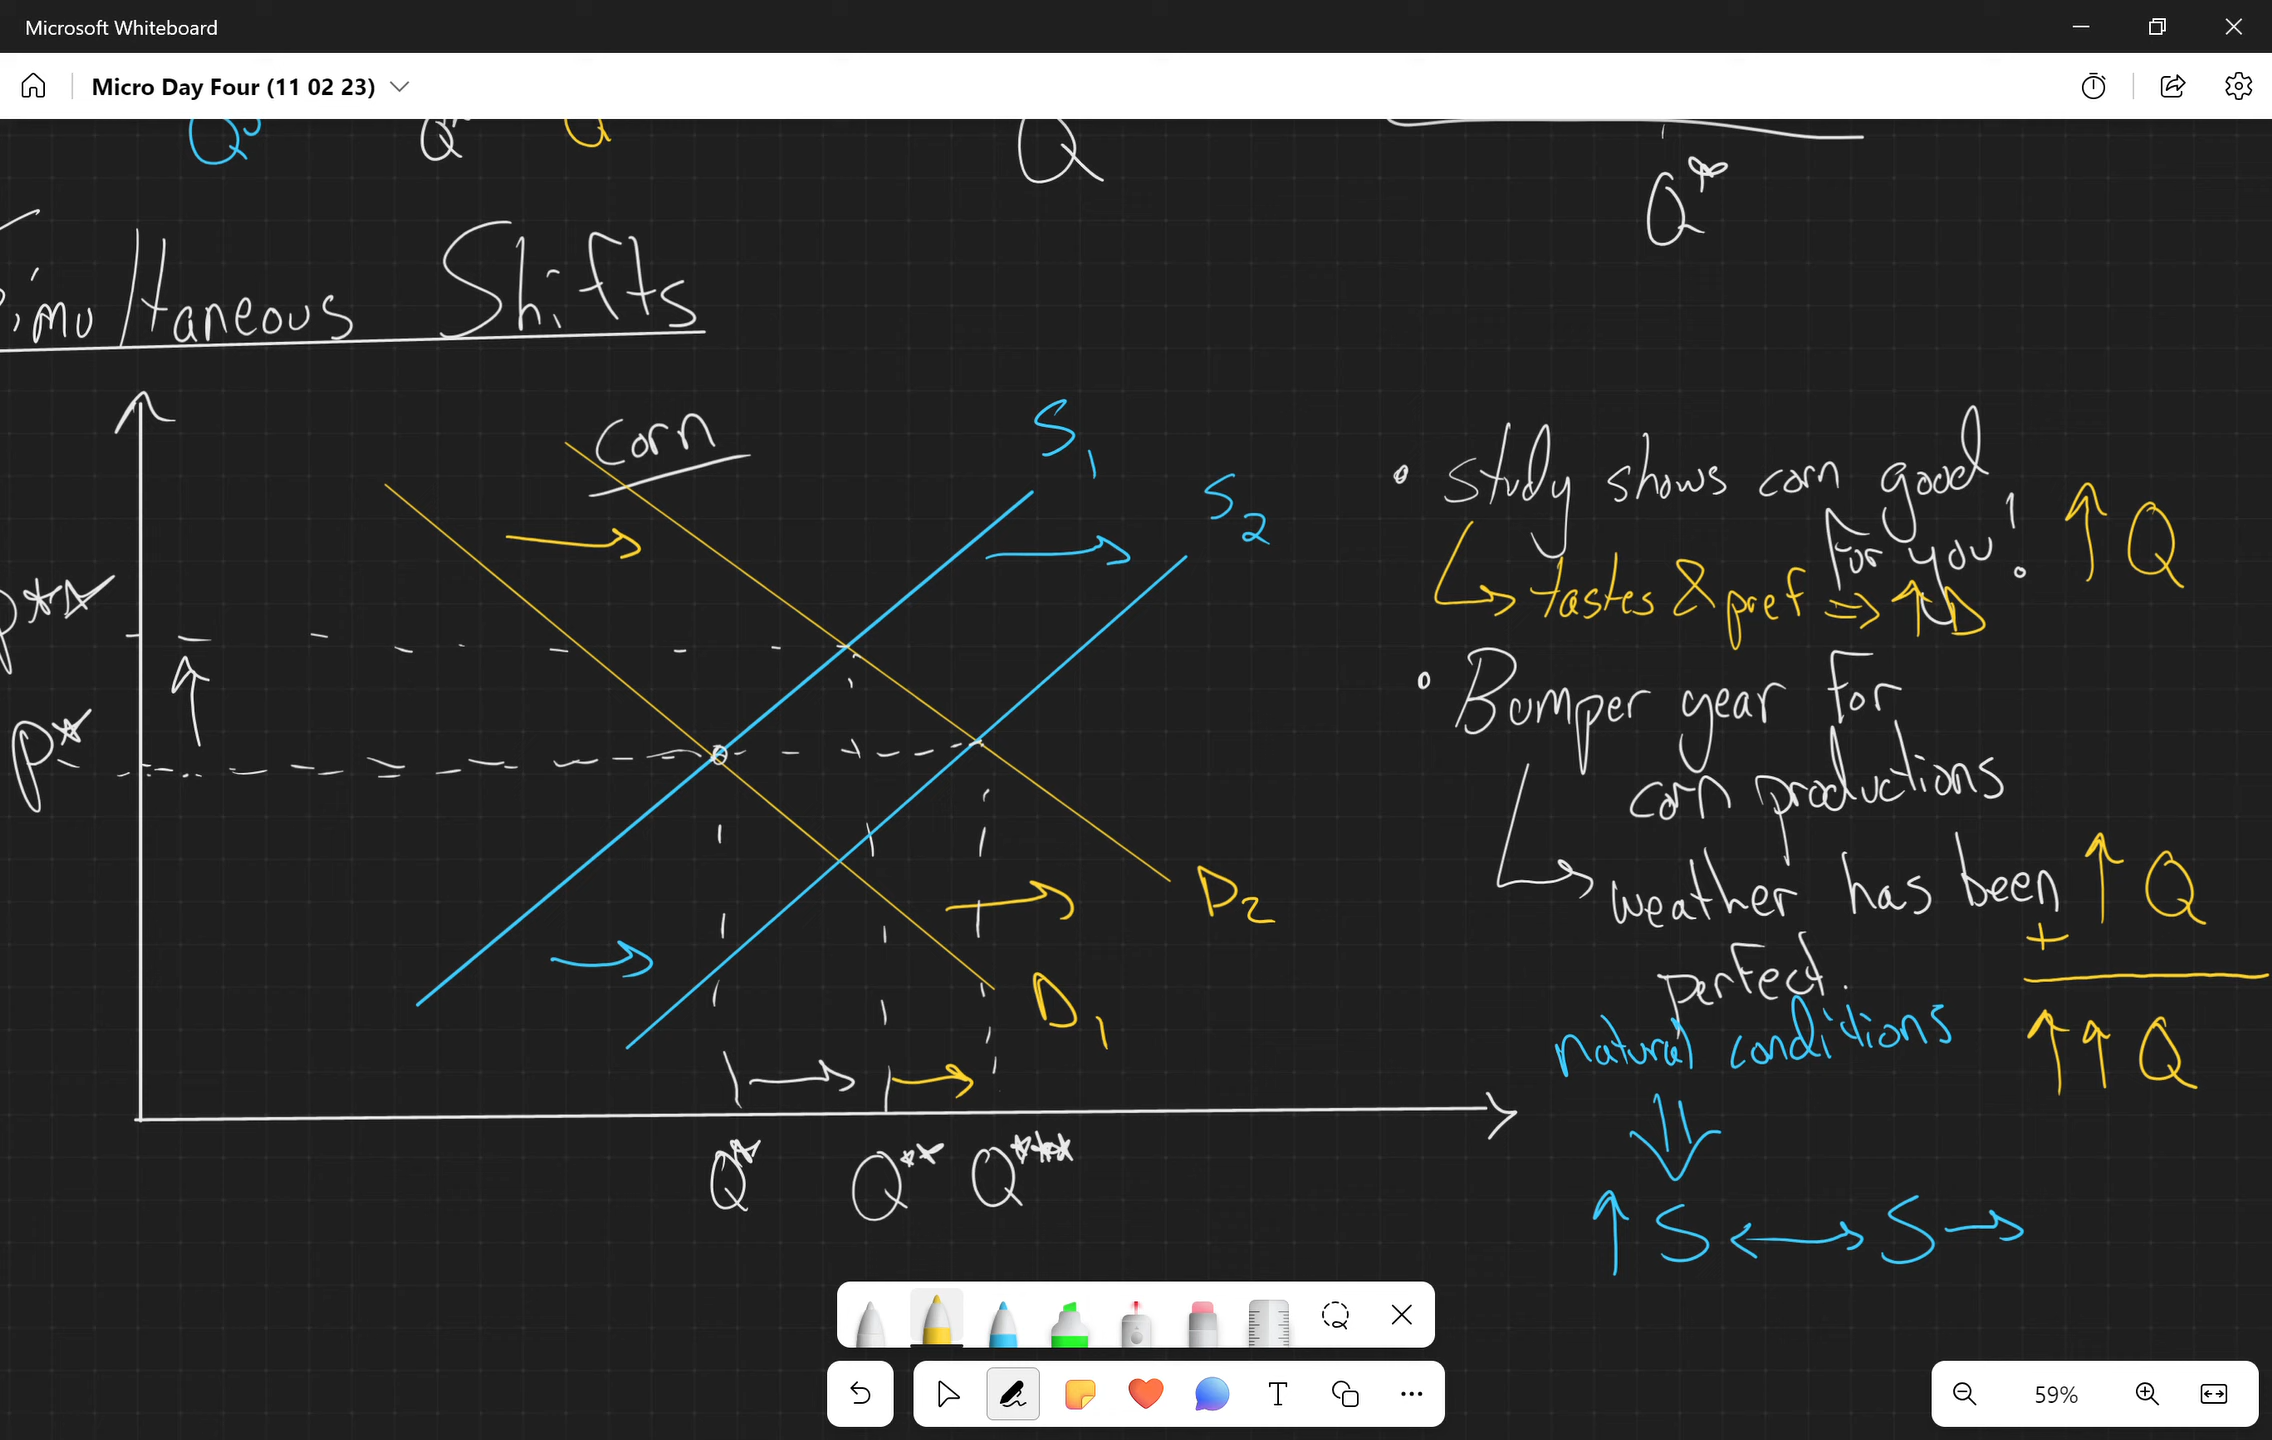 Microsoft Whiteboard
Micro Day Four (11 02 23)
Q
Q*
Simultaneous Shifts
Corn
S1
S2
P**
P*
D2
D1
Q* Q** Q***
• Study shows corn good
for you!
↑ Q
↳ tastes & pref ⇒ ↑D
• Bumper year for
corn productions
↳ weather has been
perfect.
↑ Q
+
natural conditions
↑↑ Q
⇓
↑ S ↔ S →
59%